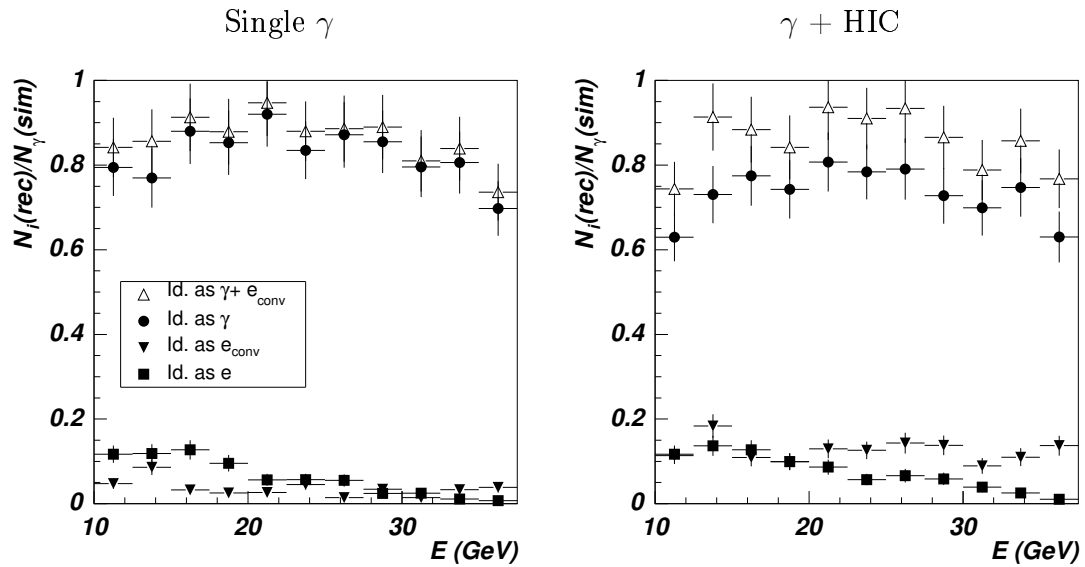 Single γ
γ + HIC
N_i(rec)/N_γ(sim)
1
0.8
0.6
0.4
0.2
0
Id. as γ+ e_conv
Id. as γ
Id. as e_conv
Id. as e
10
20
30
E (GeV)
N_i(rec)/N_γ(sim)
1
0.8
0.6
0.4
0.2
0
10
20
30
E (GeV)